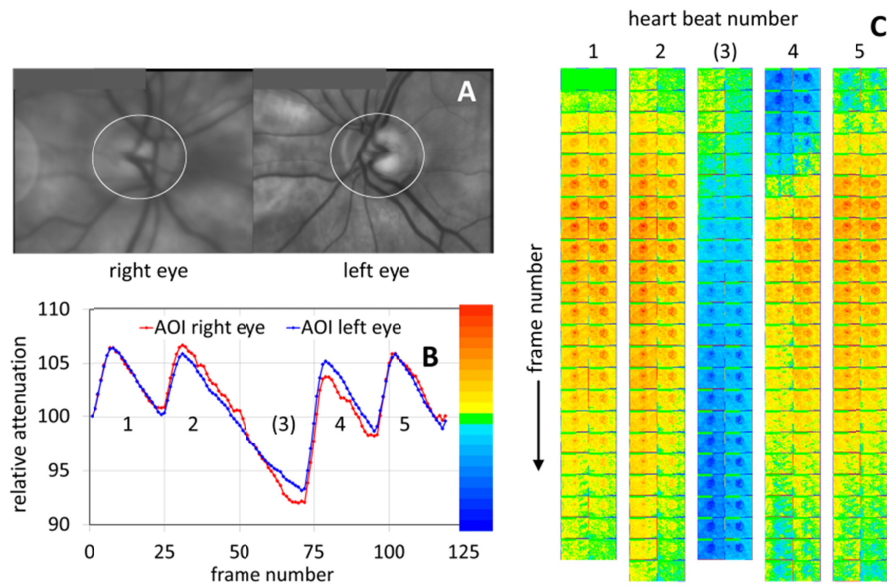 A
right eye
left eye
relative attenuation
110
105
100
95
90
AOI right eye
AOI left eye
B
1
2
(3)
4
5
0
25
50
75
100
125
frame number
heart beat number
C
1
2
(3)
4
5
frame number